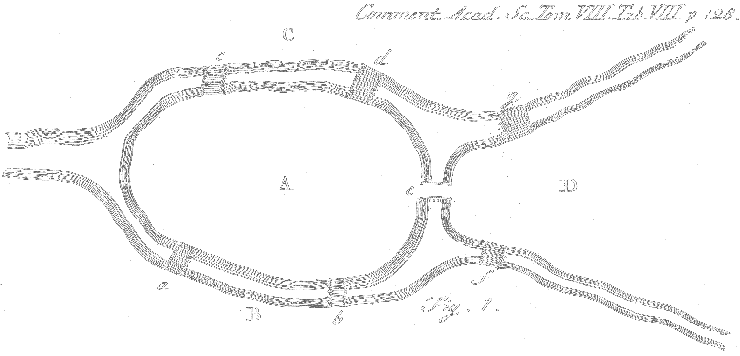 Comment. Acad. Sc. Tom. VIII. Tab. VIII. p. 128.
C
c
d
g
A
e
D
a
B
b
f
Fig. 1.